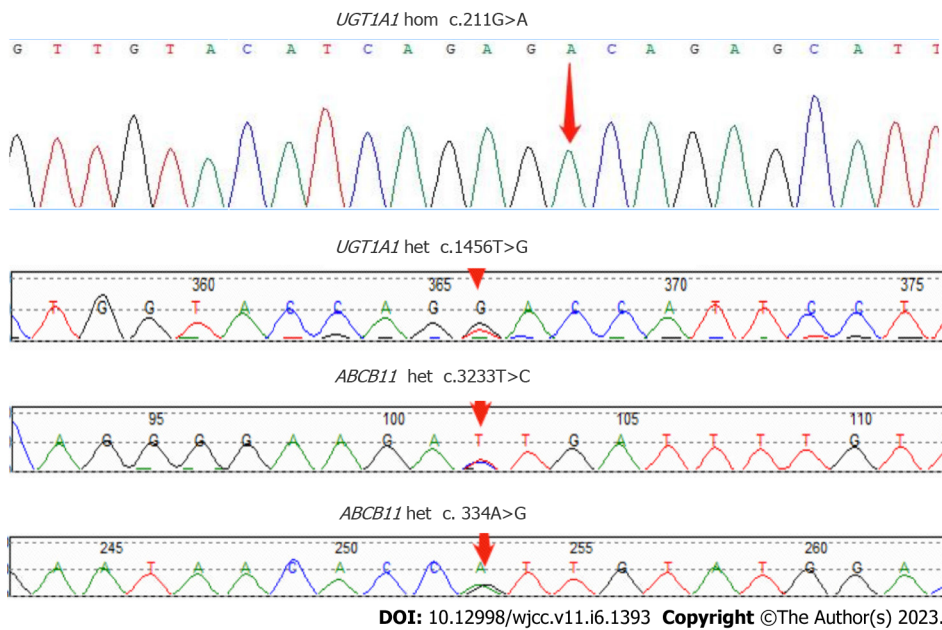 UGT1A1 hom c.211G>A
G T T G T A C A T C A G A G A C A G A G C A T T
UGT1A1 het c.1456T>G
360 365 370 375
T G G T A C C A G G A C C A T T C C T
ABCB11 het c.3233T>C
95 100 105 110
A G G G G A A G A T T G A T T T T G T
ABCB11 het c. 334A>G
245 250 255 260
A A T A A C A C C A T T G T A T G G A
DOI: 10.12998/wjcc.v11.i6.1393 Copyright ©The Author(s) 2023.